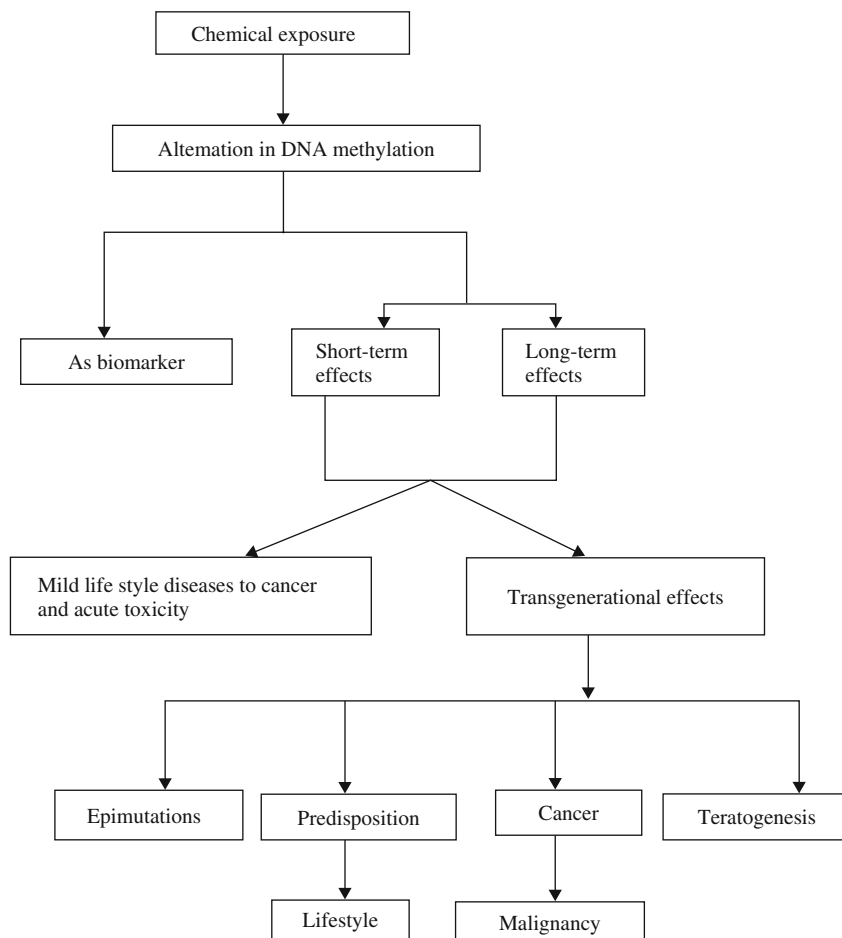 Chemical exposure
Altemation in DNA methylation
As biomarker
Short-term
effects
Long-term
effects
Mild life style diseases to cancer
and acute toxicity
Transgenerational effects
Epimutations
Predisposition
Cancer
Teratogenesis
Lifestyle
Malignancy